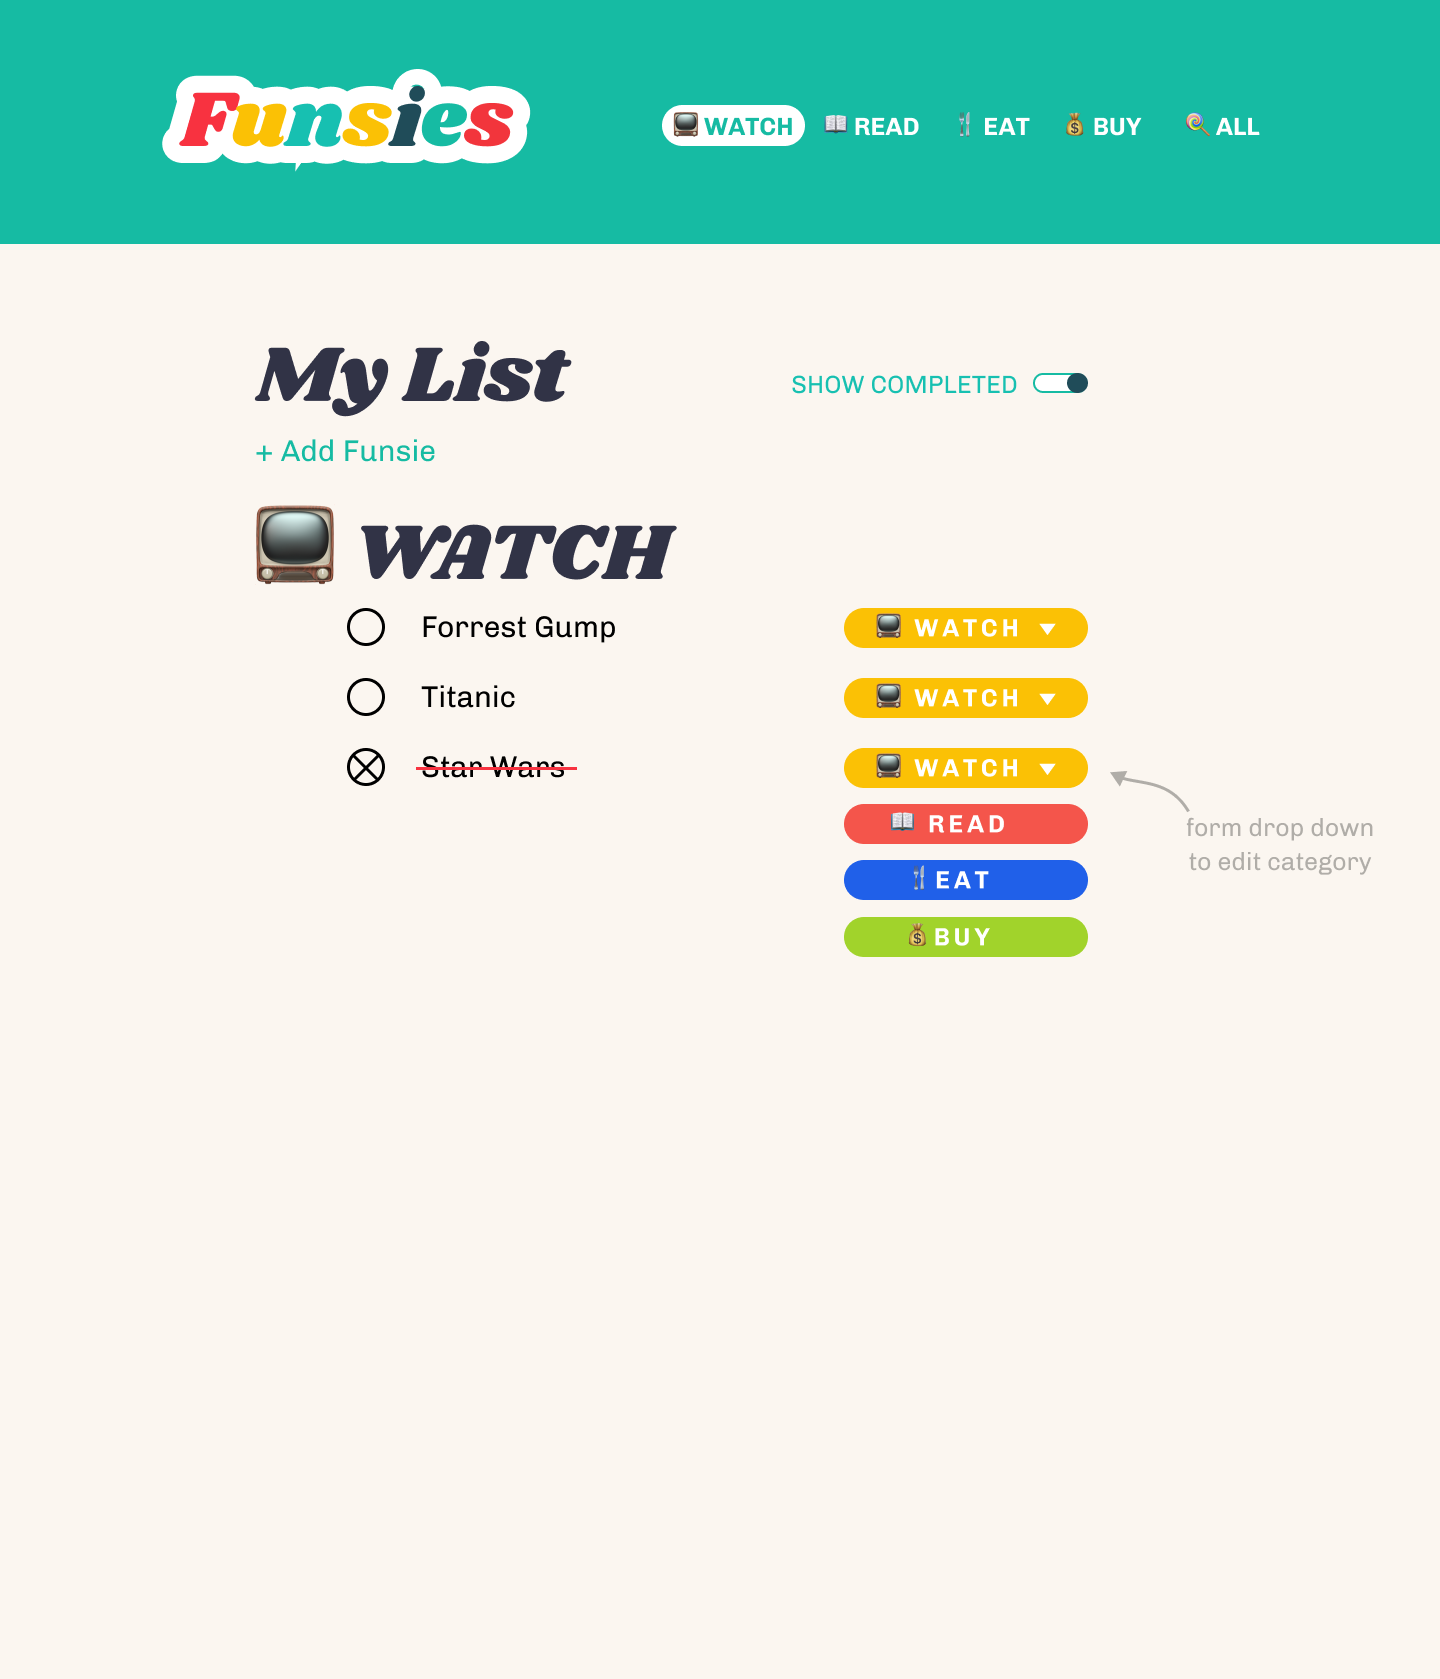 Funsies
WATCH READ EAT BUY ALL
My List
SHOW COMPLETED
+ Add Funsie
WATCH
Forrest Gump WATCH
Titanic WATCH
Star Wars WATCH
READ
EAT
BUY
form drop down
to edit category